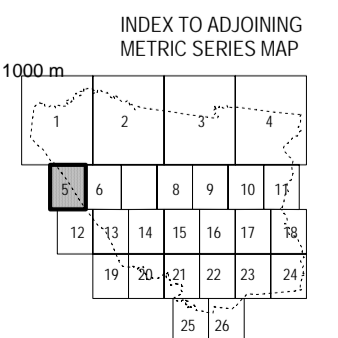 INDEX TO ADJOINING
METRIC SERIES MAP
1000 m
1 2 3 4
5 6 8 9 10 11
12 13 14 15 16 17 18
19 20 21 22 23 24
25 26